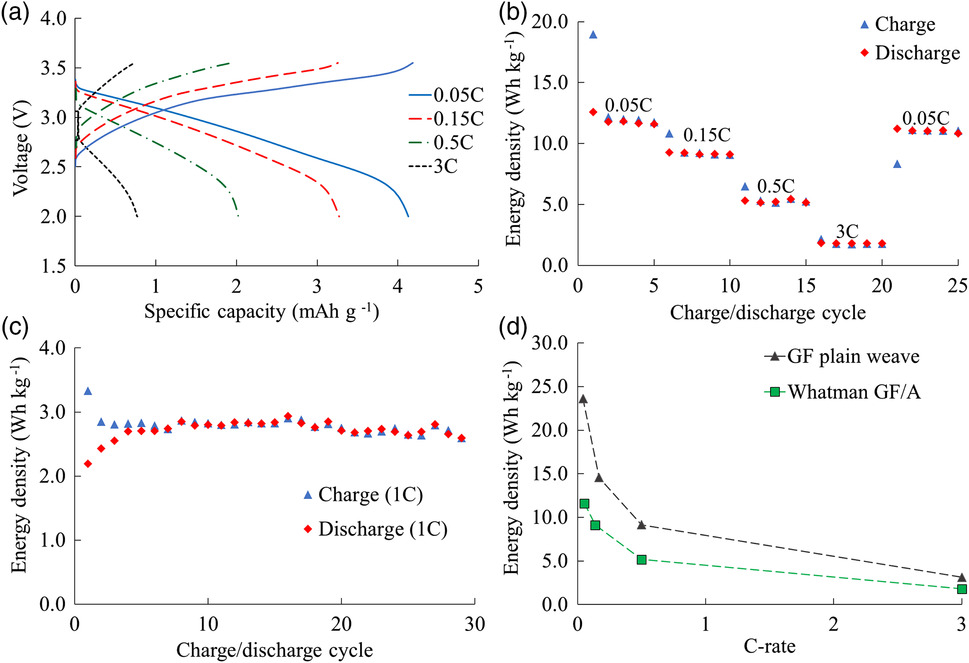 (a)
4.0
3.5
3.0
2.5
2.0
1.5
Voltage (V)
0.05C
0.15C
0.5C
3C
0 1 2 3 4 5
Specific capacity (mAh g -1)
(b)
20.0
15.0
10.0
5.0
0.0
Energy density (Wh kg-1)
Charge
Discharge
0.05C
0.15C
0.5C
3C
0.05C
0 5 10 15 20 25
Charge/discharge cycle
(c)
4.0
3.0
2.0
1.0
0.0
Energy density (Wh kg-1)
Charge (1C)
Discharge (1C)
0 10 20 30
Charge/discharge cycle
(d)
30.0
25.0
20.0
15.0
10.0
5.0
0.0
Energy density (Wh kg-1)
GF plain weave
Whatman GF/A
0 1 2 3
C-rate